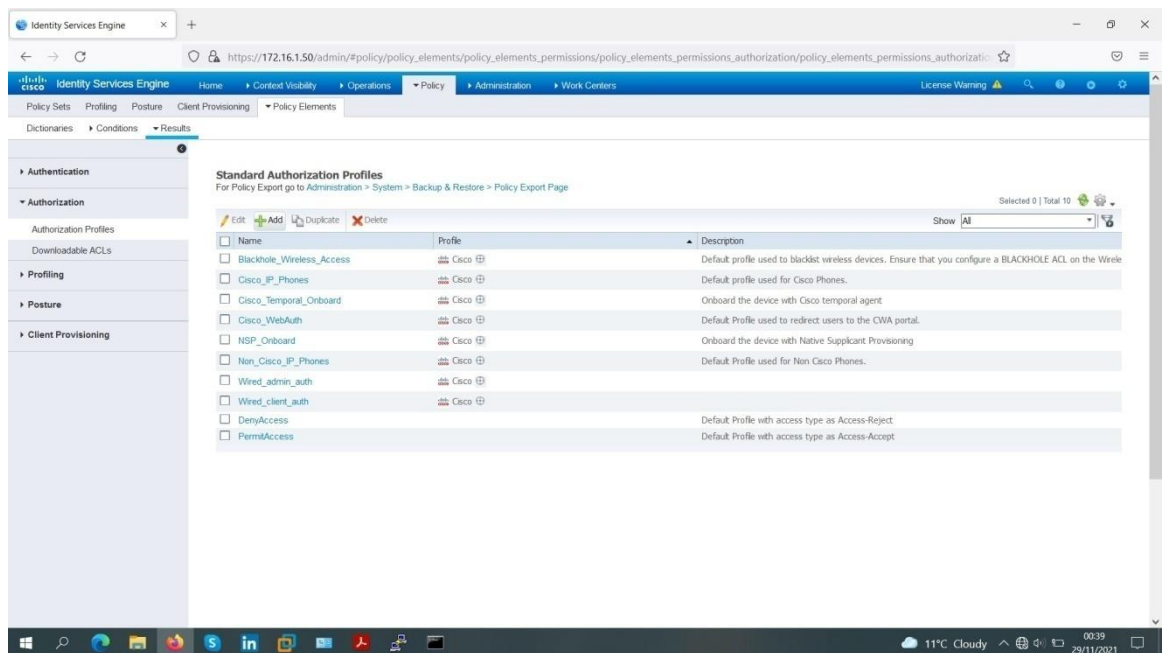 Identity Services Engine
https://172.16.1.50/admin/#policy/policy_elements/policy_elements_permissions/policy_elements_permissions_authorization/policy_elements_permissions_authorizatio
cisco Identity Services Engine Home Context Visibility Operations Policy Administration Work Centers License Warning
Policy Sets Profiling Posture Client Provisioning Policy Elements
Dictionaries Conditions Results
Authentication
Authorization
Authorization Profiles
Downloadable ACLs
Profiling
Posture
Client Provisioning
Standard Authorization Profiles
For Policy Export go to Administration > System > Backup & Restore > Policy Export Page
Selected 0 | Total 10
Edit Add Duplicate Delete Show All
Name Profile Description
Blackhole_Wireless_Access Cisco Default profile used to blacklist wireless devices. Ensure that you configure a BLACKHOLE ACL on the Wirele
Cisco_IP_Phones Cisco Default profile used for Cisco Phones.
Cisco_Temporal_Onboard Cisco Onboard the device with Cisco temporal agent
Cisco_WebAuth Cisco Default Profile used to redirect users to the CWA portal.
NSP_Onboard Cisco Onboard the device with Native Supplicant Provisioning
Non_Cisco_IP_Phones Cisco Default Profile used for Non Cisco Phones.
Wired_admin_auth Cisco
Wired_client_auth Cisco
DenyAccess Default Profile with access type as Access-Reject
PermitAccess Default Profile with access type as Access-Accept
11°C Cloudy 00:39
29/11/2021